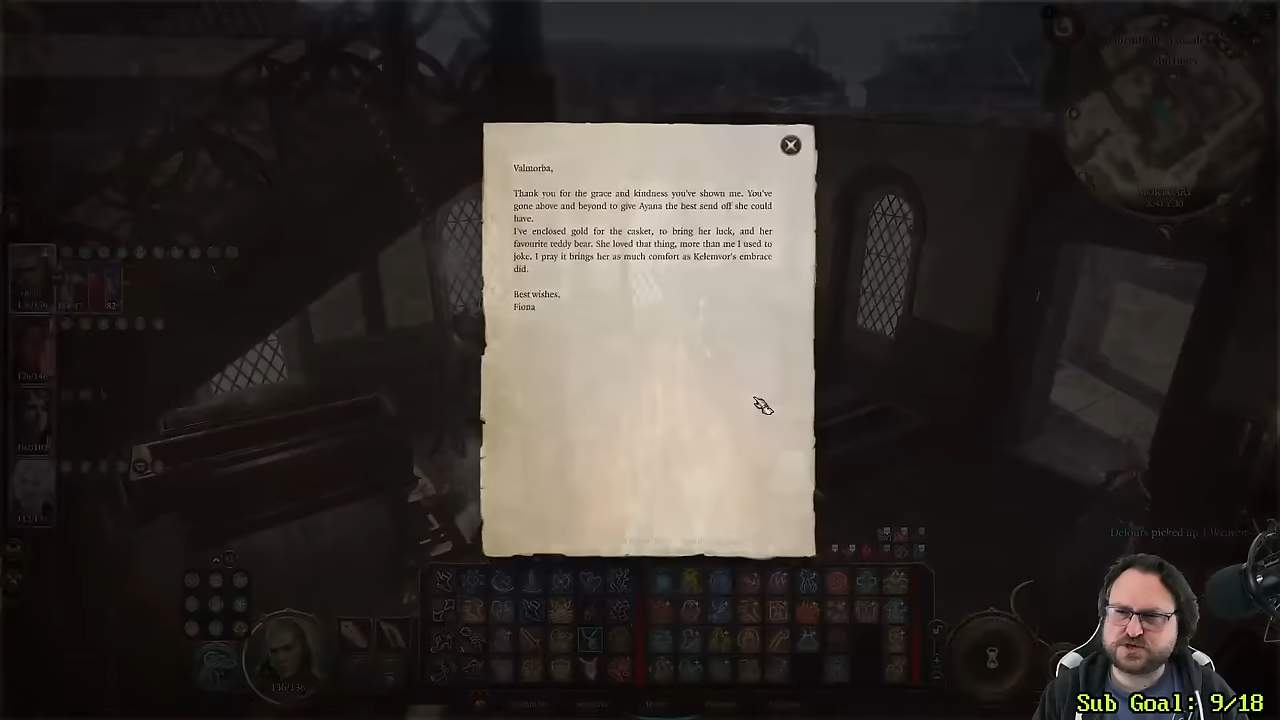 Valmorba,
Thank you for the grace and kindness you've shown me. You've
gone above and beyond to give Ayana the best send off she could
have.
I've enclosed gold for the casket, to bring her luck, and her
favourite teddy bear. She loved that thing, more than me I used to
joke. I pray it brings her as much comfort as Kelemvor's embrace
did.
Best wishes,
Fiona
136/136
Sub Goal: 9/18